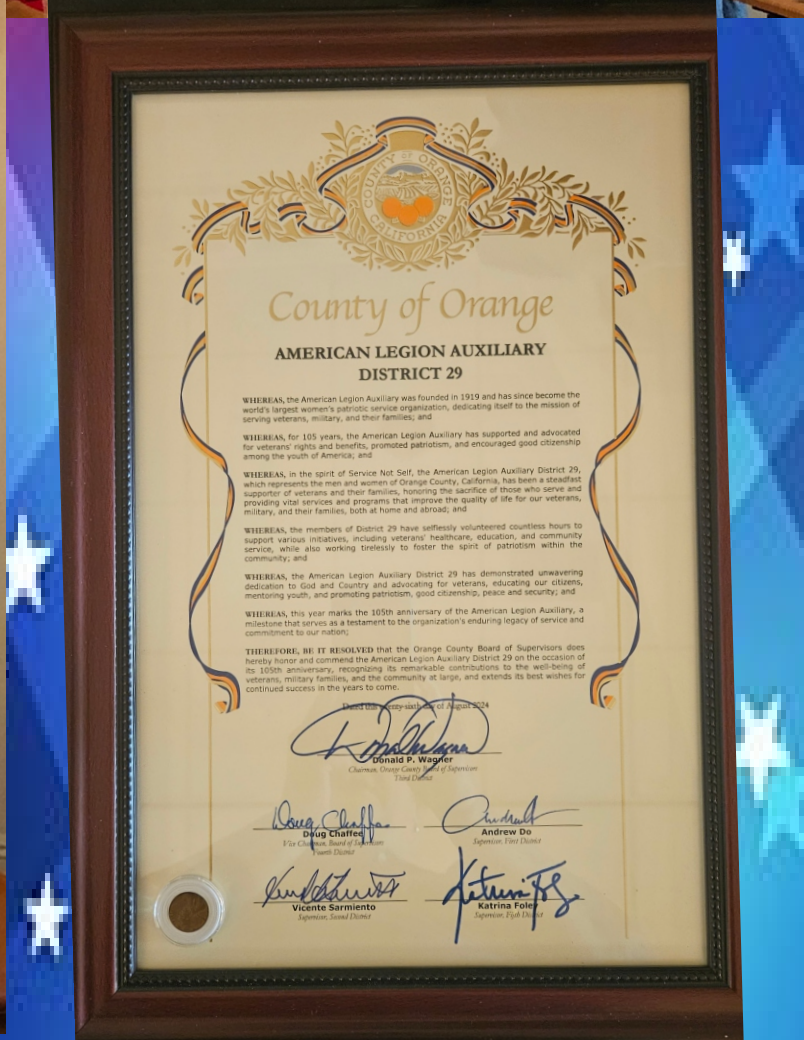 COUNTY OF ORANGE
CALIFORNIA
County of Orange
AMERICAN LEGION AUXILIARY
DISTRICT 29
WHEREAS, the American Legion Auxiliary was founded in 1919 and has since become the
world's largest women's patriotic service organization, dedicating itself to the mission of
serving veterans, military, and their families; and
WHEREAS, for 105 years, the American Legion Auxiliary has supported and advocated
for veterans' rights and benefits, promoted patriotism, and encouraged good citizenship
among the youth of America; and
WHEREAS, in the spirit of Service Not Self, the American Legion Auxiliary District 29,
which represents the men and women of Orange County, California, has been a steadfast
supporter of veterans and their families, honoring the sacrifice of those who serve and
providing vital services and programs that improve the quality of life for our veterans,
military, and their families, both at home and abroad; and
WHEREAS, the members of District 29 have selflessly volunteered countless hours to
support various initiatives, including veterans' healthcare, education, and community
service, while also working tirelessly to foster the spirit of patriotism within the
community; and
WHEREAS, the American Legion Auxiliary District 29 has demonstrated unwavering
dedication to God and Country and advocating for veterans, educating our citizens,
mentoring youth, and promoting patriotism, good citizenship, peace and security; and
WHEREAS, this year marks the 105th anniversary of the American Legion Auxiliary, a
milestone that serves as a testament to the organization's enduring legacy of service and
commitment to our nation;
THEREFORE, BE IT RESOLVED that the Orange County Board of Supervisors does
hereby honor and commend the American Legion Auxiliary District 29 on the occasion of
its 105th anniversary, recognizing its remarkable contributions to the well-being of
veterans, military families, and the community at large, and extends its best wishes for
continued success in the years to come.
Dated this twenty-sixth day of August 2024
Donald P. Wagner
Chairman, Orange County Board of Supervisors
Third District
Doug Chaffee
Doug Chaffee
Vice Chairman, Board of Supervisors
Fourth District
Andrew Do
Supervisor, First District
Vicente Sarmiento
Supervisor, Second District
Katrina Foley
Supervisor, Fifth District